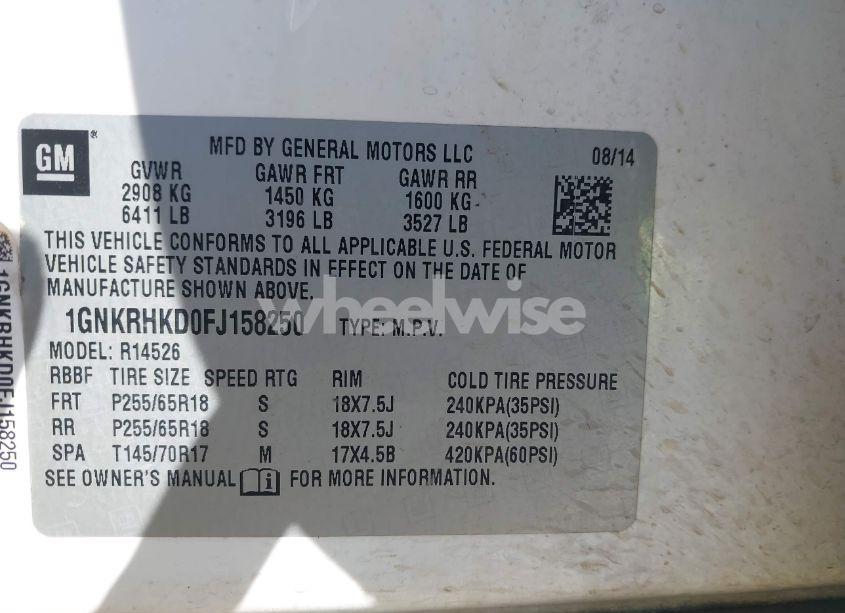 GM
®
MFD BY GENERAL MOTORS LLC 08/14
GVWR GAWR FRT GAWR RR
2908 KG 1450 KG 1600 KG
6411 LB 3196 LB 3527 LB
THIS VEHICLE CONFORMS TO ALL APPLICABLE U.S. FEDERAL MOTOR
VEHICLE SAFETY STANDARDS IN EFFECT ON THE DATE OF
MANUFACTURE SHOWN ABOVE.
wheelwise
1GNKRHKD0FJ158250 TYPE: M.P.V.
MODEL: R14526
RBBF TIRE SIZE SPEED RTG RIM COLD TIRE PRESSURE
FRT P255/65R18 S 18X7.5J 240KPA(35PSI)
RR P255/65R18 S 18X7.5J 240KPA(35PSI)
SPA T145/70R17 M 17X4.5B 420KPA(60PSI)
SEE OWNER'S MANUAL i FOR MORE INFORMATION.
1GNKRHKD0FJ158250